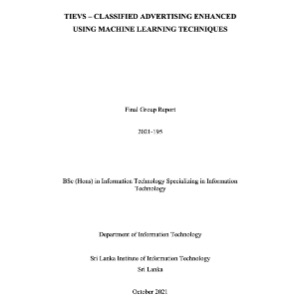 TIEVS – CLASSIFIED ADVERTISING ENHANCED
USING MACHINE LEARNING TECHNIQUES
Final Group Report
2021-195
BSc (Hons) in Information Technology Specializing in Information
Technology
Department of Information Technology
Sri Lanka Institute of Information Technology
Sri Lanka
October 2021